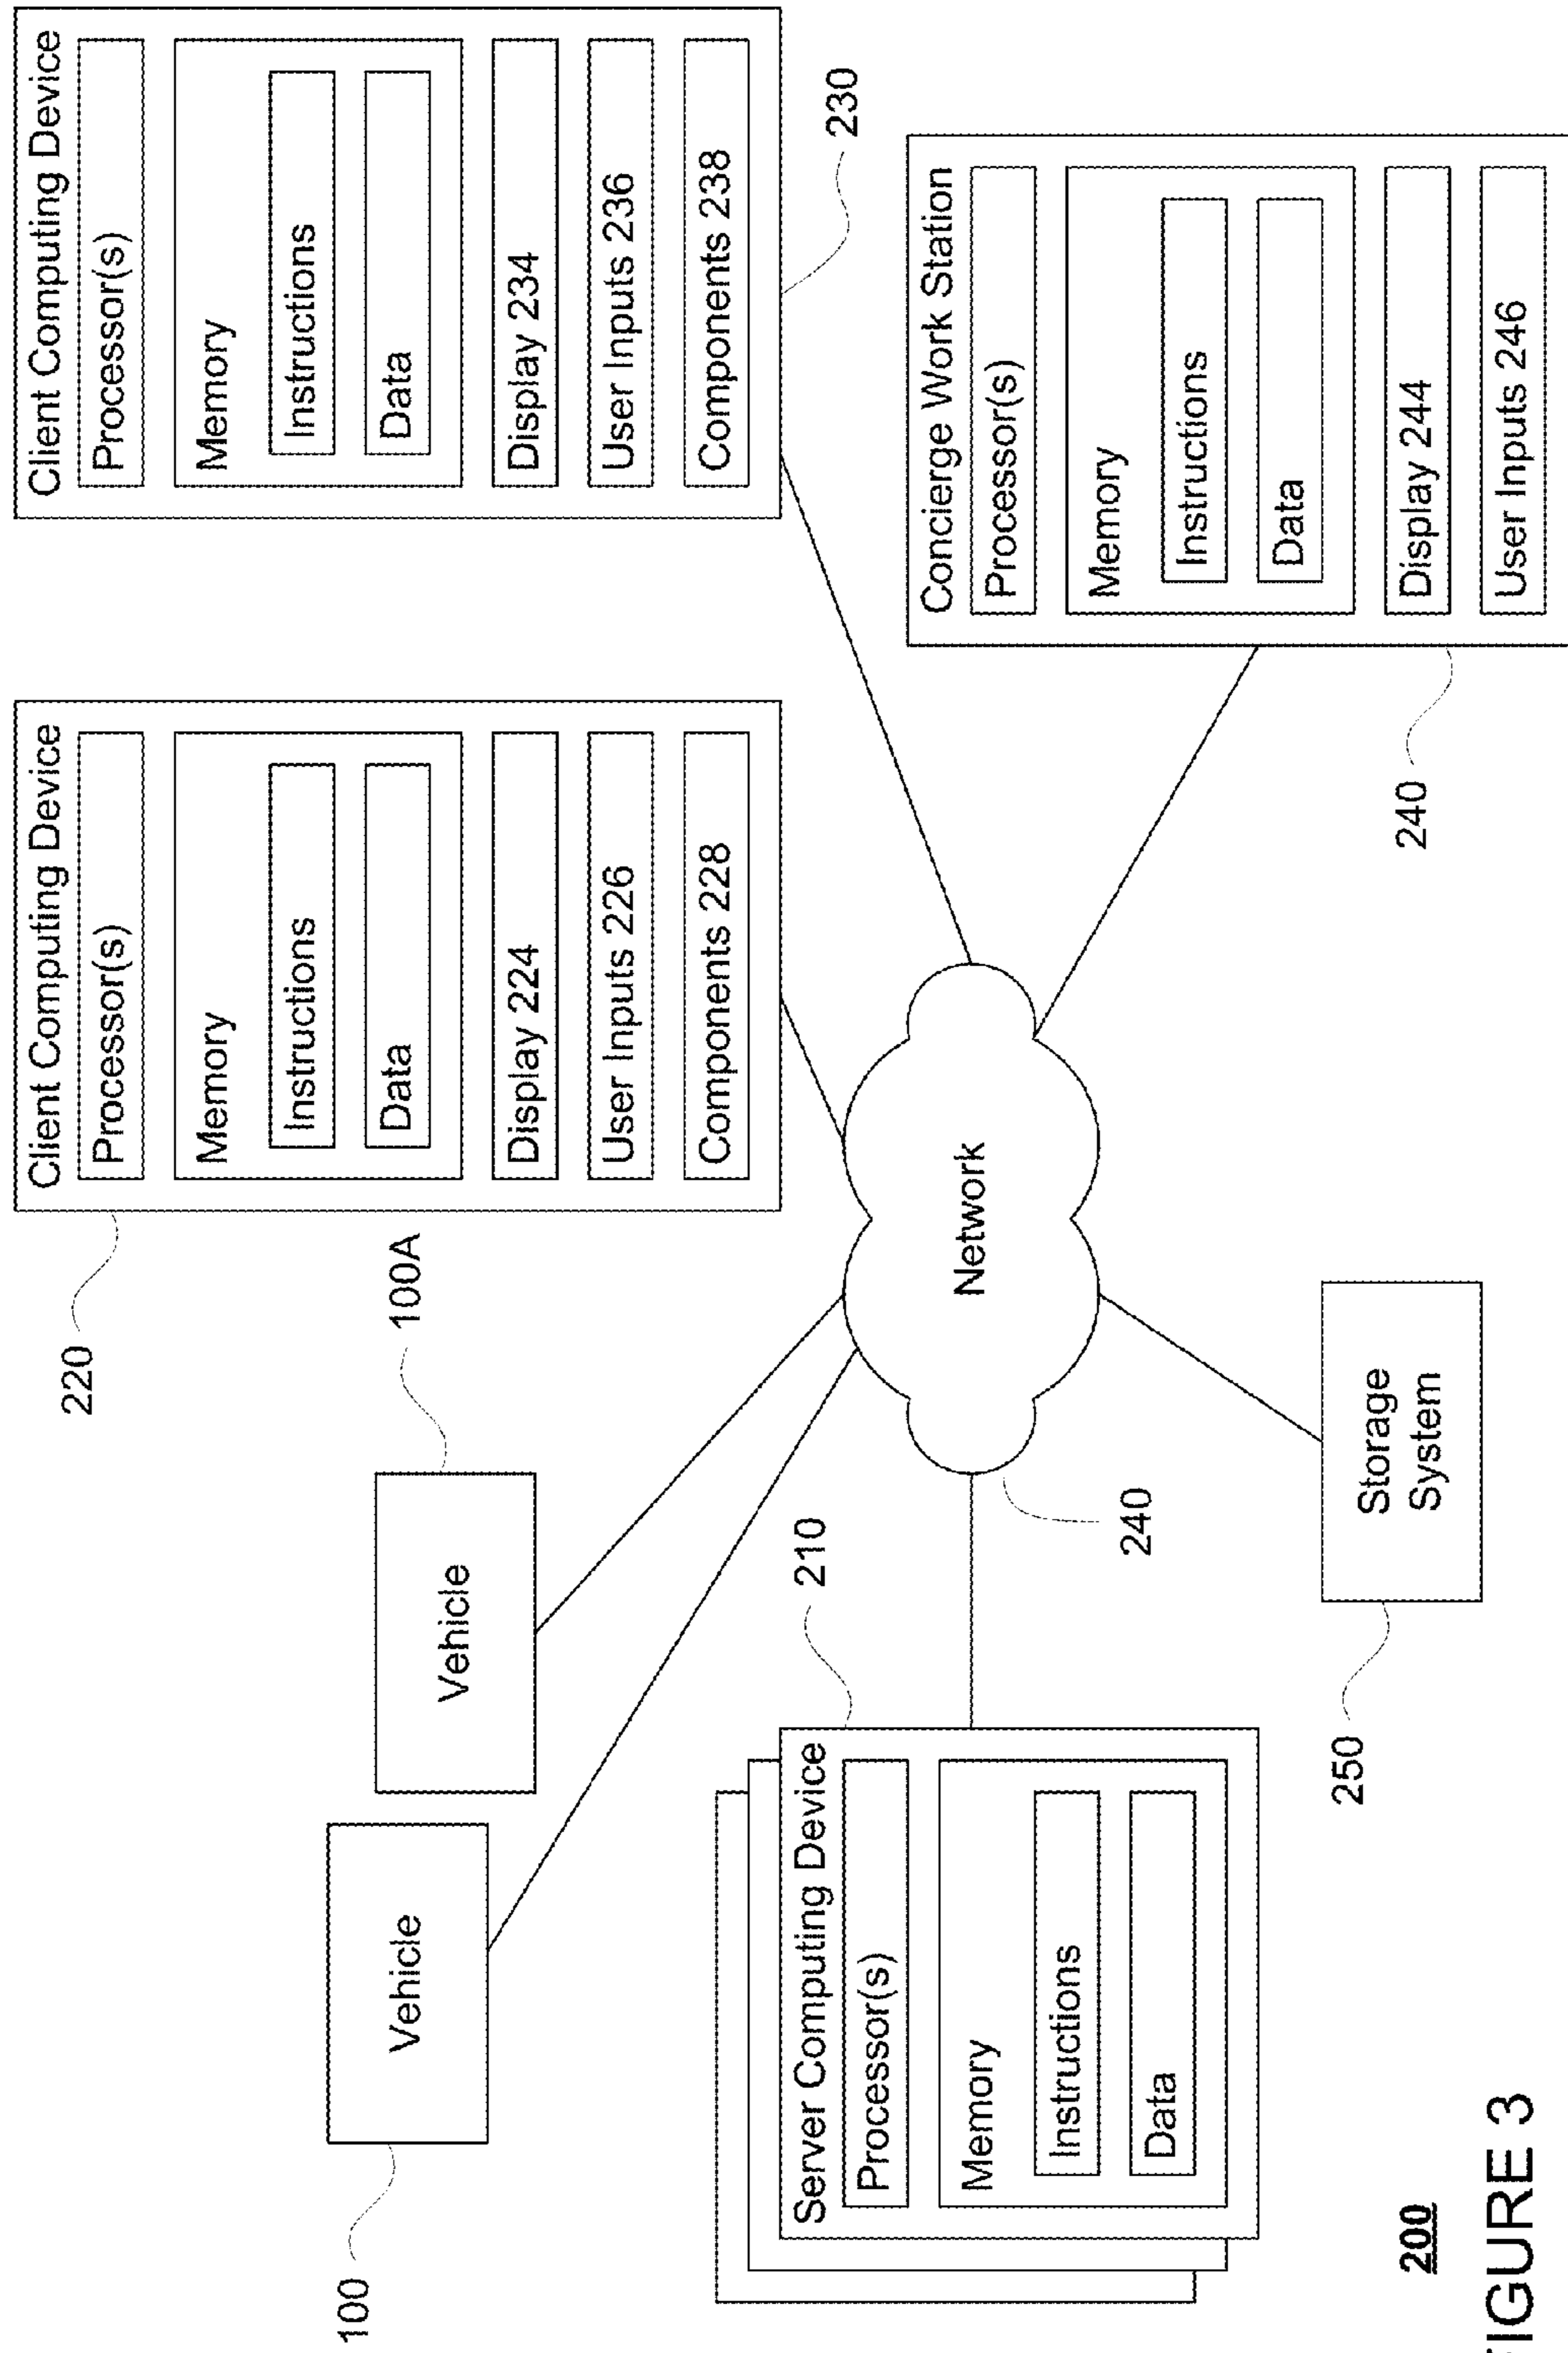 Client Computing Device
Processor(s)
Memory
Instructions
Data
Display 224
User Inputs 226
Components 228
220
Client Computing Device
Processor(s)
Memory
Instructions
Data
Display 234
User Inputs 236
Components 238
230
Vehicle
100
Vehicle
100A
Server Computing Device
Processor(s)
Memory
Instructions
Data
210
Network
240
Concierge Work Station
Processor(s)
Memory
Instructions
Data
Display 244
User Inputs 246
240
Storage
System
250
200
3